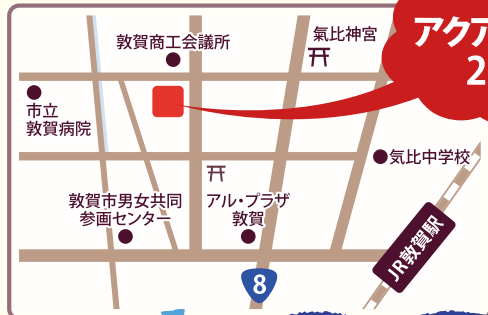 敦賀商工会議所
氣比神宮
アクア
2
市立
敦賀病院
気比中学校
敦賀市男女共同
参画センター
アル・プラザ
敦賀
JR敦賀駅
8